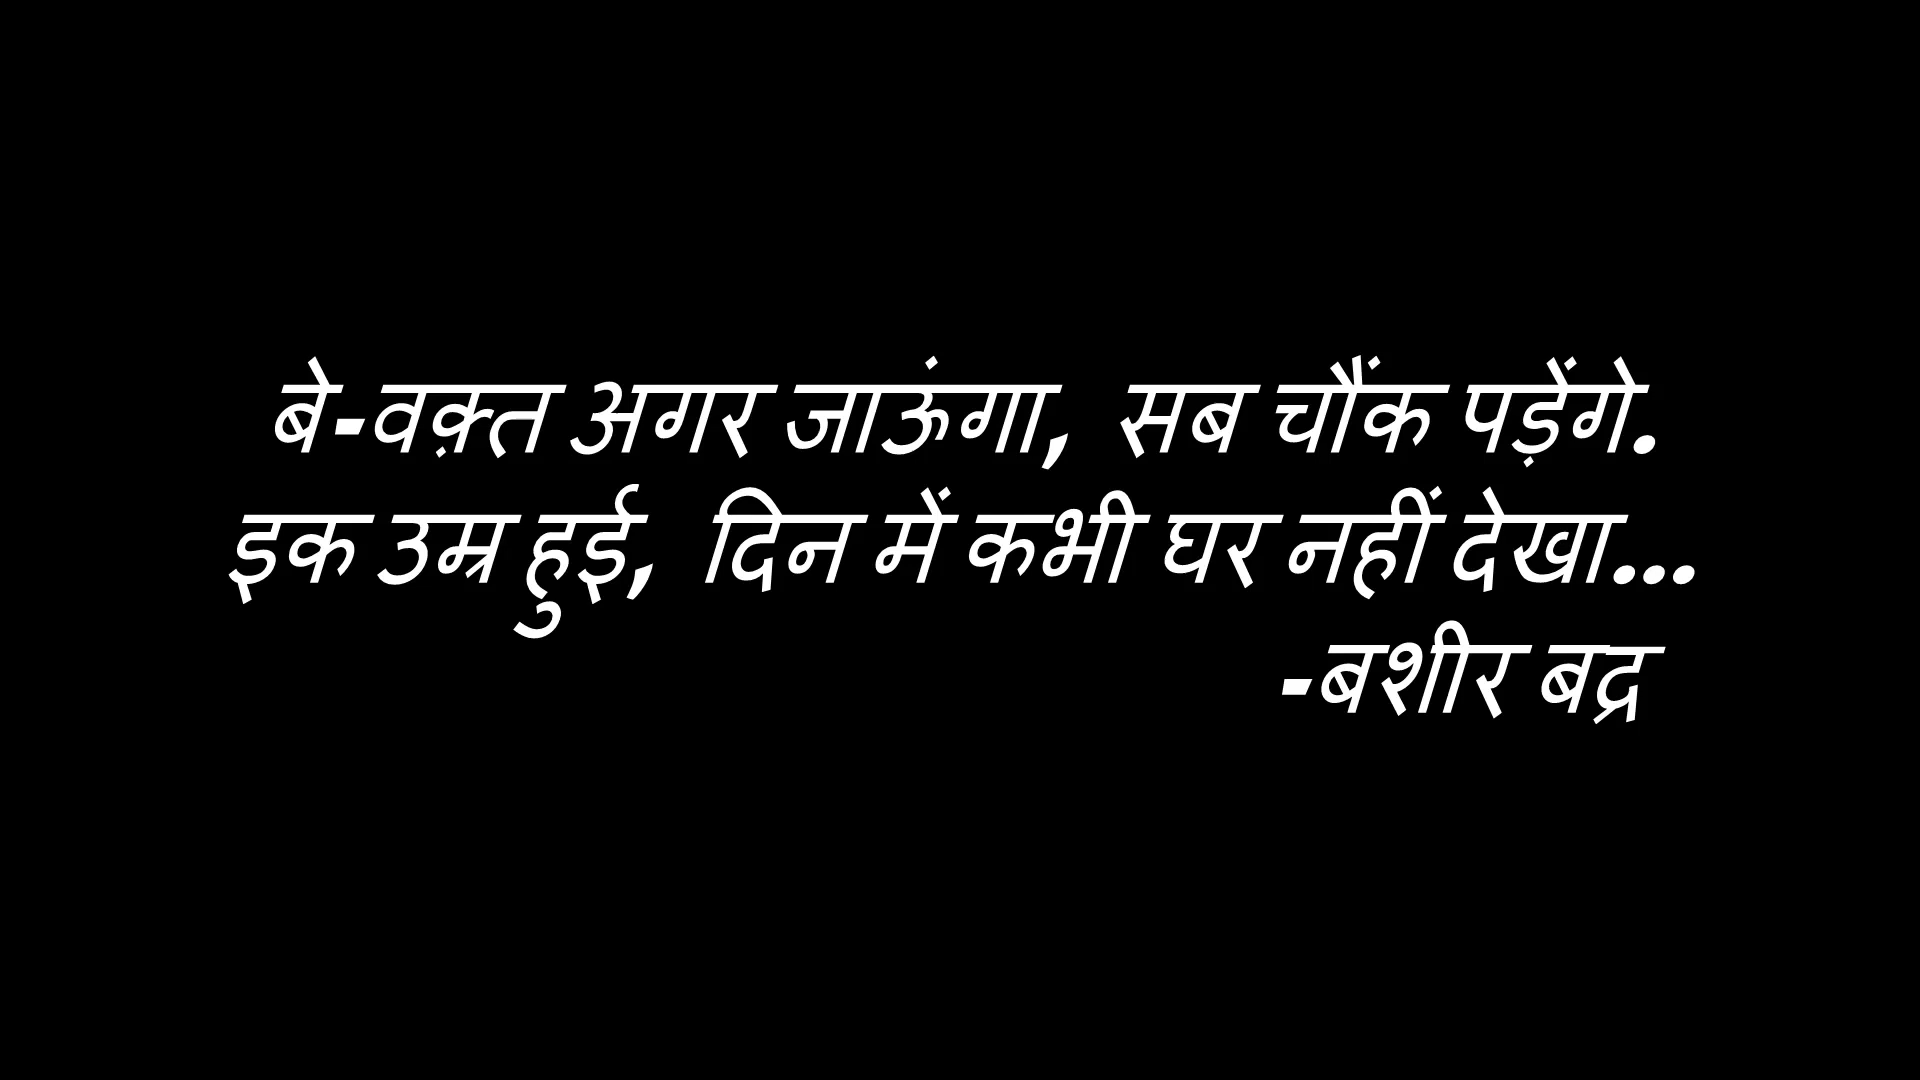 बे-वक़्त अगर जाऊंगा, सब चौंक पड़ेंगे.
इक उम्र हुई, दिन में कभी घर नहीं देखा...
-बशीर बद्र